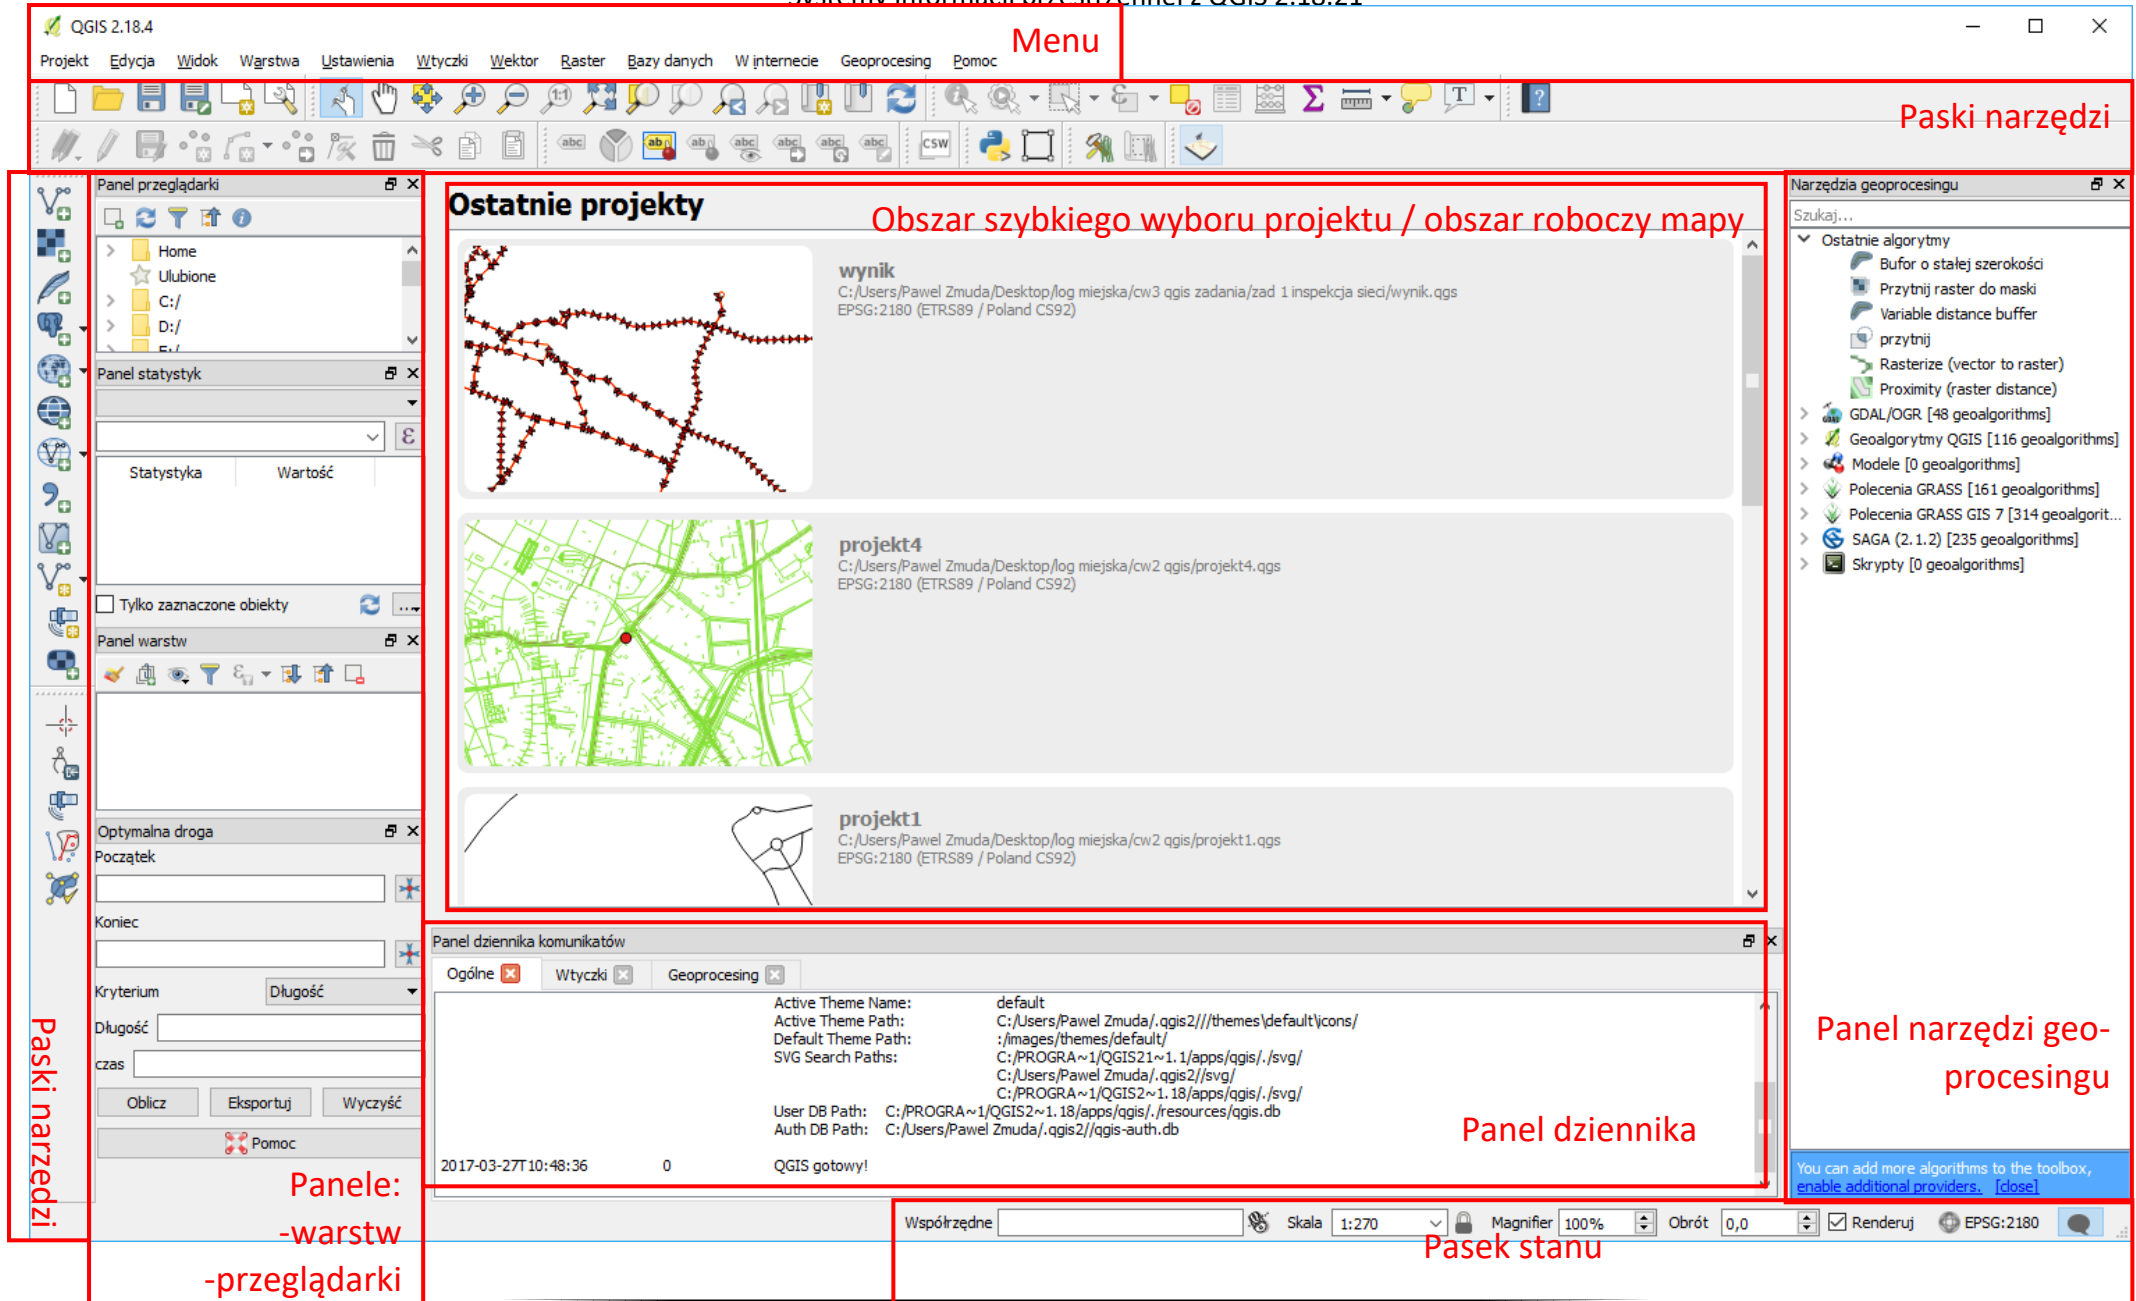 Systemy informacji przestrzennej z QGIS 2.18.21
QGIS 2.18.4
Menu
Projekt Edycja Widok Warstwa Ustawienia Wtyczki Wektor Raster Bazy danych W internecie Geoprocesing Pomoc
Paski narzędzi
Panel przeglądarki
Home
Ulubione
C:/
D:/
E:/
Panel statystyk
Statystyka Wartość
Tylko zaznaczone obiekty
Panel warstw
Optymalna droga
Początek
Koniec
Kryterium Długość
Długość
czas
Oblicz Eksportuj Wyczyść
Pomoc
Paski narzędzi
Panele:
-warstw
-przeglądarki
Ostatnie projekty
Obszar szybkiego wyboru projektu / obszar roboczy mapy
wynik
C:/Users/Pawel Zmuda/Desktop/log miejska/cw3 qgis zadania/zad 1 inspekcja sieci/wynik.qgs
EPSG:2180 (ETRS89 / Poland CS92)
projekt4
C:/Users/Pawel Zmuda/Desktop/log miejska/cw2 qgis/projekt4.qgs
EPSG:2180 (ETRS89 / Poland CS92)
projekt1
C:/Users/Pawel Zmuda/Desktop/log miejska/cw2 qgis/projekt1.qgs
EPSG:2180 (ETRS89 / Poland CS92)
Panel dziennika komunikatów
Ogólne Wtyczki Geoprocesing
Active Theme Name: default
Active Theme Path: C:/Users/Pawel Zmuda/.qgis2///themes\default\icons/
Default Theme Path: :/images/themes/default/
SVG Search Paths: C:/PROGRA~1/QGIS21~1.1/apps/qgis/./svg/
C:/Users/Pawel Zmuda/.qgis2//svg/
C:/PROGRA~1/QGIS2~1.18/apps/qgis/./svg/
User DB Path: C:/PROGRA~1/QGIS2~1.18/apps/qgis/./resources/qgis.db
Auth DB Path: C:/Users/Pawel Zmuda/.qgis2//qgis-auth.db
2017-03-27T10:48:36 0 QGIS gotowy!
Panel dziennika
Narzędzia geoprocesingu
Szukaj...
Ostatnie algorytmy
Bufor o stałej szerokości
Przytnij raster do maski
Variable distance buffer
przytnij
Rasterize (vector to raster)
Proximity (raster distance)
GDAL/OGR [48 geoalgorithms]
Geoalgorytmy QGIS [116 geoalgorithms]
Modele [0 geoalgorithms]
Polecenia GRASS [161 geoalgorithms]
Polecenia GRASS GIS 7 [314 geoalgorit...
SAGA (2.1.2) [235 geoalgorithms]
Skrypty [0 geoalgorithms]
Panel narzędzi geo-
procesingu
You can add more algorithms to the toolbox,
enable additional providers. [close]
Współrzędne Skala 1:270 Magnifier 100% Obrót 0,0 Renderuj EPSG:2180
Pasek stanu